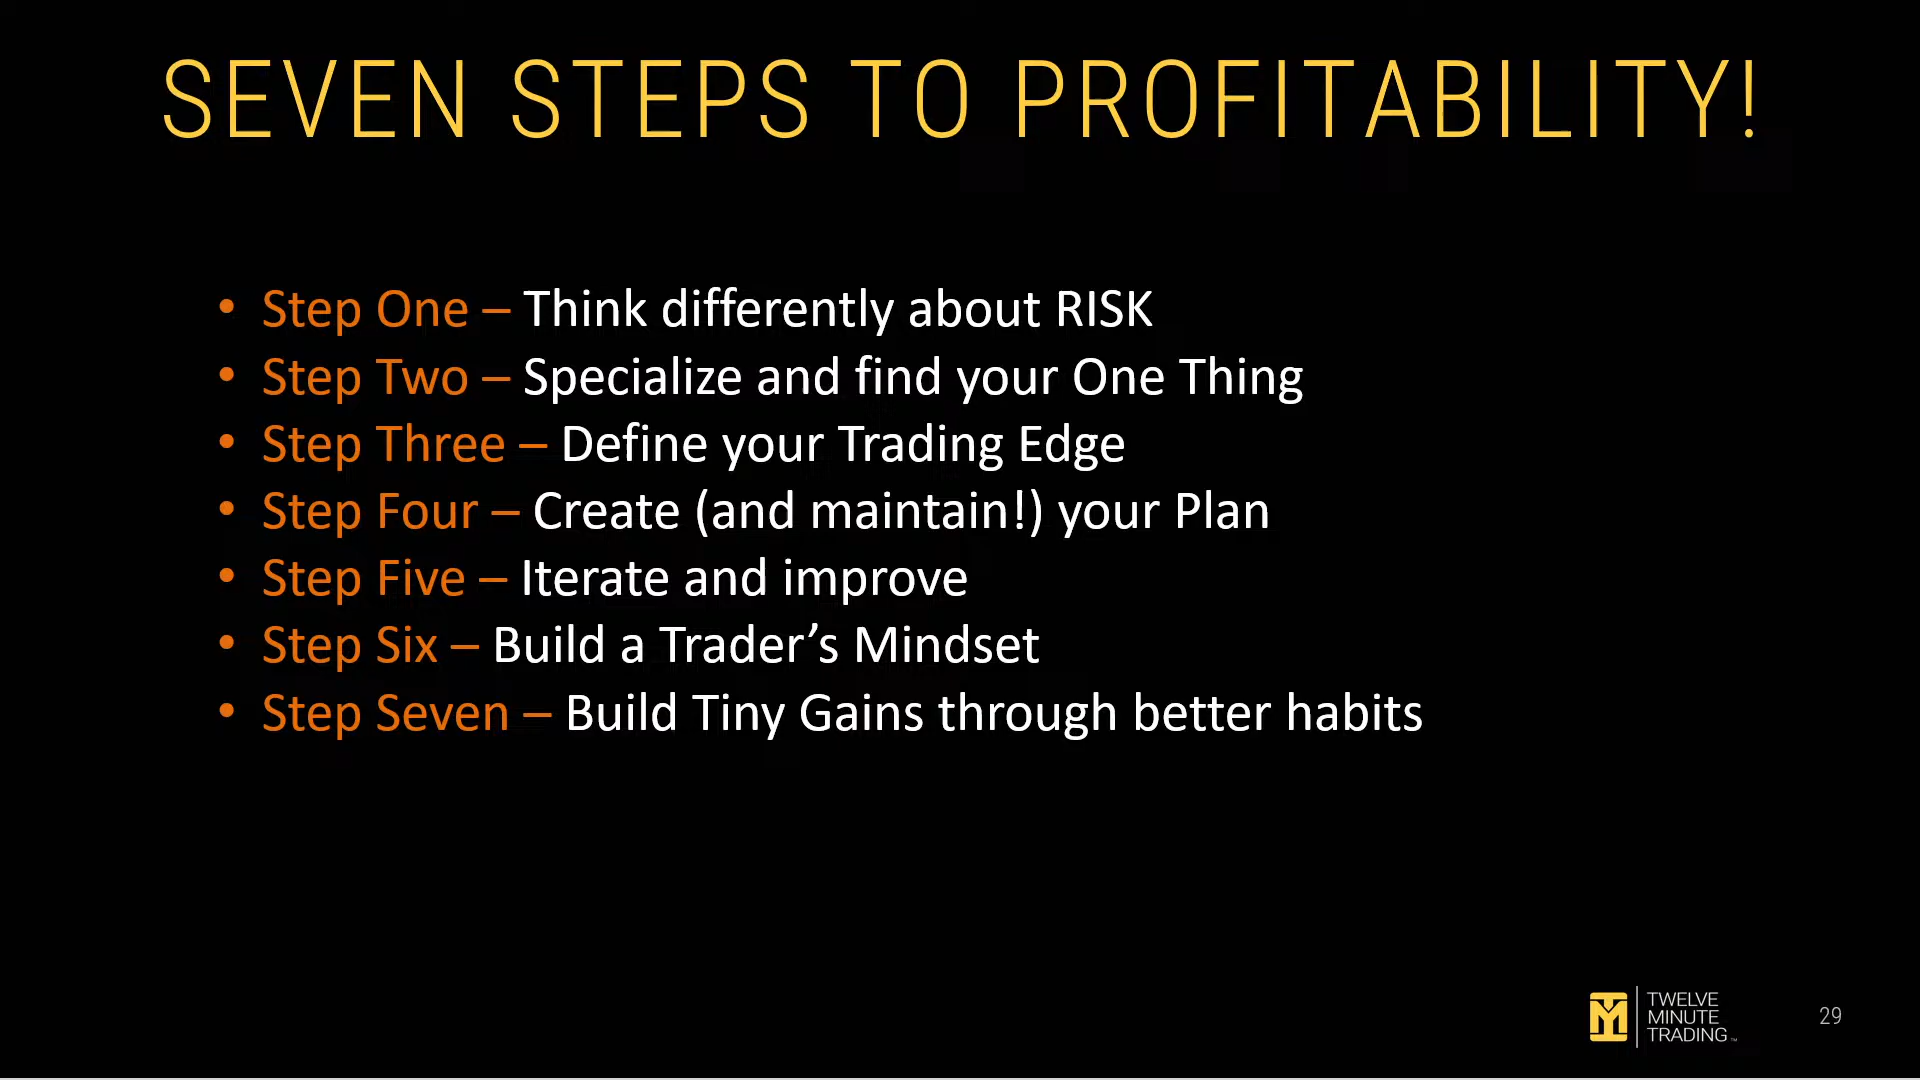 SEVEN STEPS TO PROFITABILITY!
• Step One – Think differently about RISK
• Step Two – Specialize and find your One Thing
• Step Three – Define your Trading Edge
• Step Four – Create (and maintain!) your Plan
• Step Five – Iterate and improve
• Step Six – Build a Trader’s Mindset
• Step Seven – Build Tiny Gains through better habits
TWELVE
MINUTE
TRADING™
29